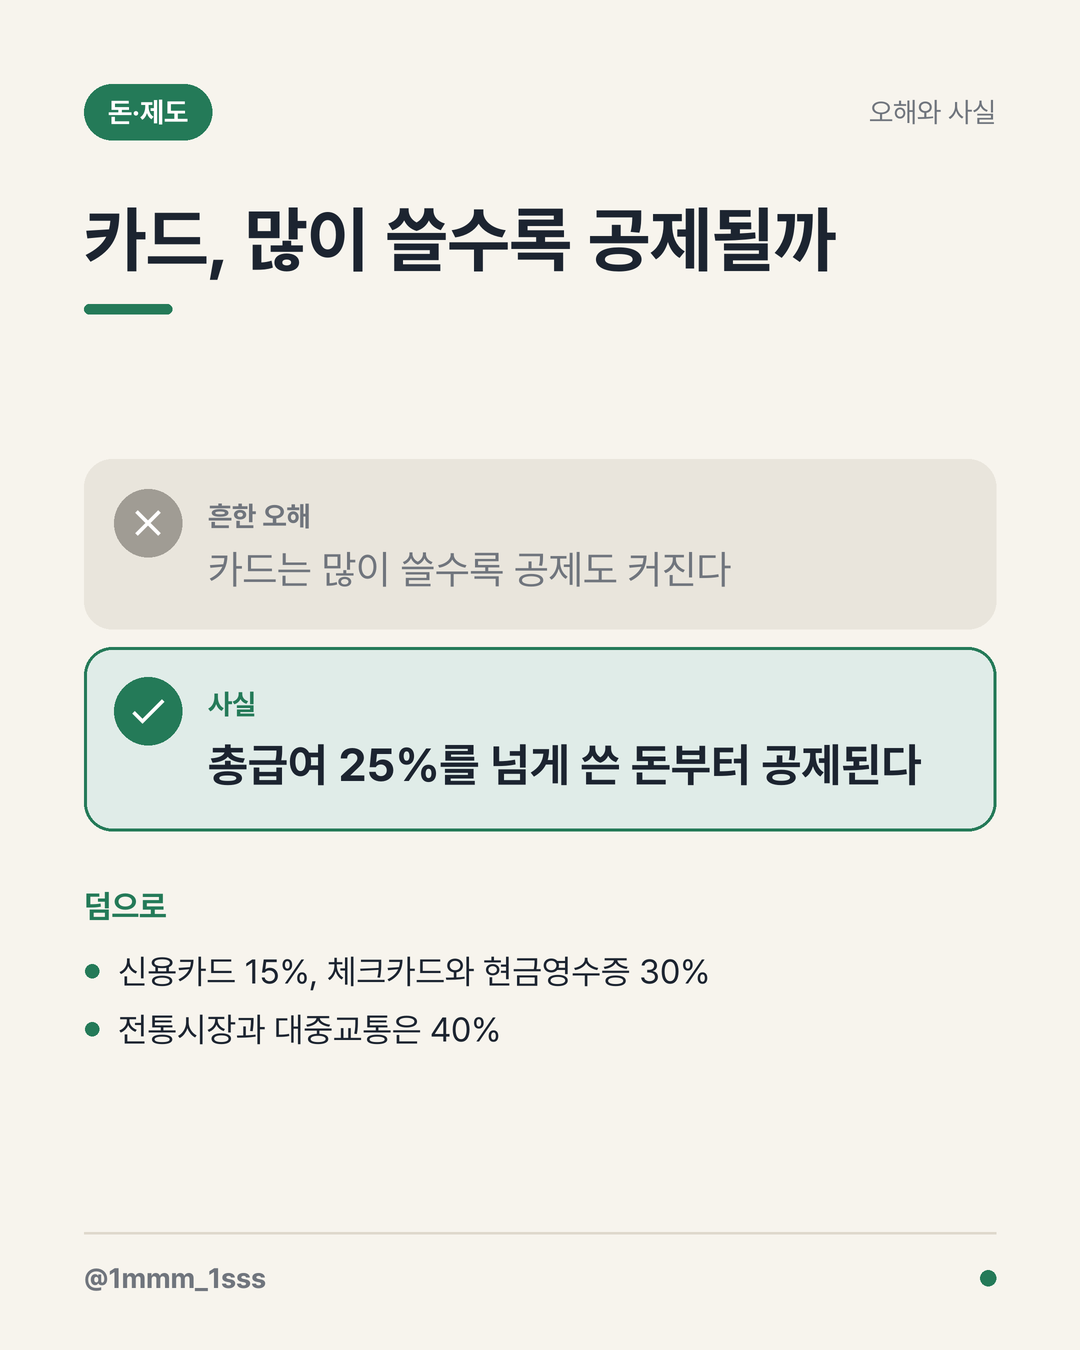 돈·제도
오해와 사실
카드, 많이 쓸수록 공제될까
흔한 오해
카드는 많이 쓸수록 공제도 커진다
사실
총급여 25%를 넘게 쓴 돈부터 공제된다
덤으로
신용카드 15%, 체크카드와 현금영수증 30%
전통시장과 대중교통은 40%
@1mmm_1sss